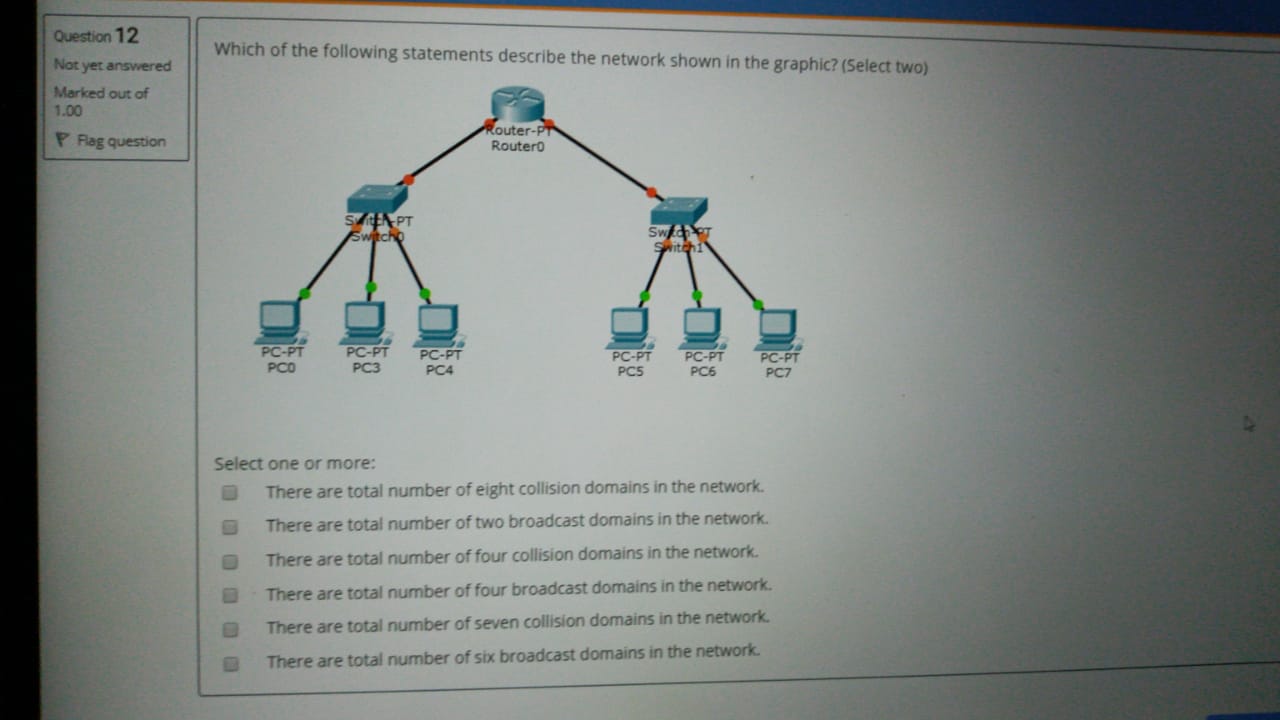 Question 12
Not yet answered
Marked out of
1.00
Flag question
Which of the following statements describe the network shown in the graphic? (Select two)
Router-PT
Router0
Switch-PT
Switch0
Switch-PT
Switch1
PC-PT
PC0
PC-PT
PC3
PC-PT
PC4
PC-PT
PC5
PC-PT
PC6
PC-PT
PC7
Select one or more:
There are total number of eight collision domains in the network.
There are total number of two broadcast domains in the network.
There are total number of four collision domains in the network.
There are total number of four broadcast domains in the network.
There are total number of seven collision domains in the network.
There are total number of six broadcast domains in the network.